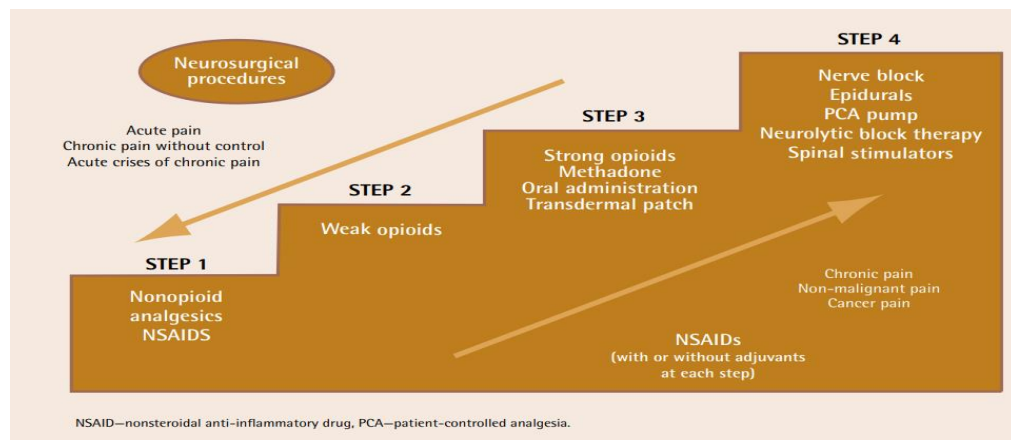 STEP 4
Neurosurgical
procedures
Nerve block
Epidurals
PCA pump
Neurolytic block therapy
Spinal stimulators
Acute pain
Chronic pain without control
Acute crises of chronic pain
STEP 3
Strong opioids
Methadone
Oral administration
Transdermal patch
STEP 2
Weak opioids
STEP 1
Nonopioid
analgesics
NSAIDS
Chronic pain
Non-malignant pain
Cancer pain
NSAIDs
(with or without adjuvants
at each step)
NSAID—nonsteroidal anti-inflammatory drug, PCA—patient-controlled analgesia.